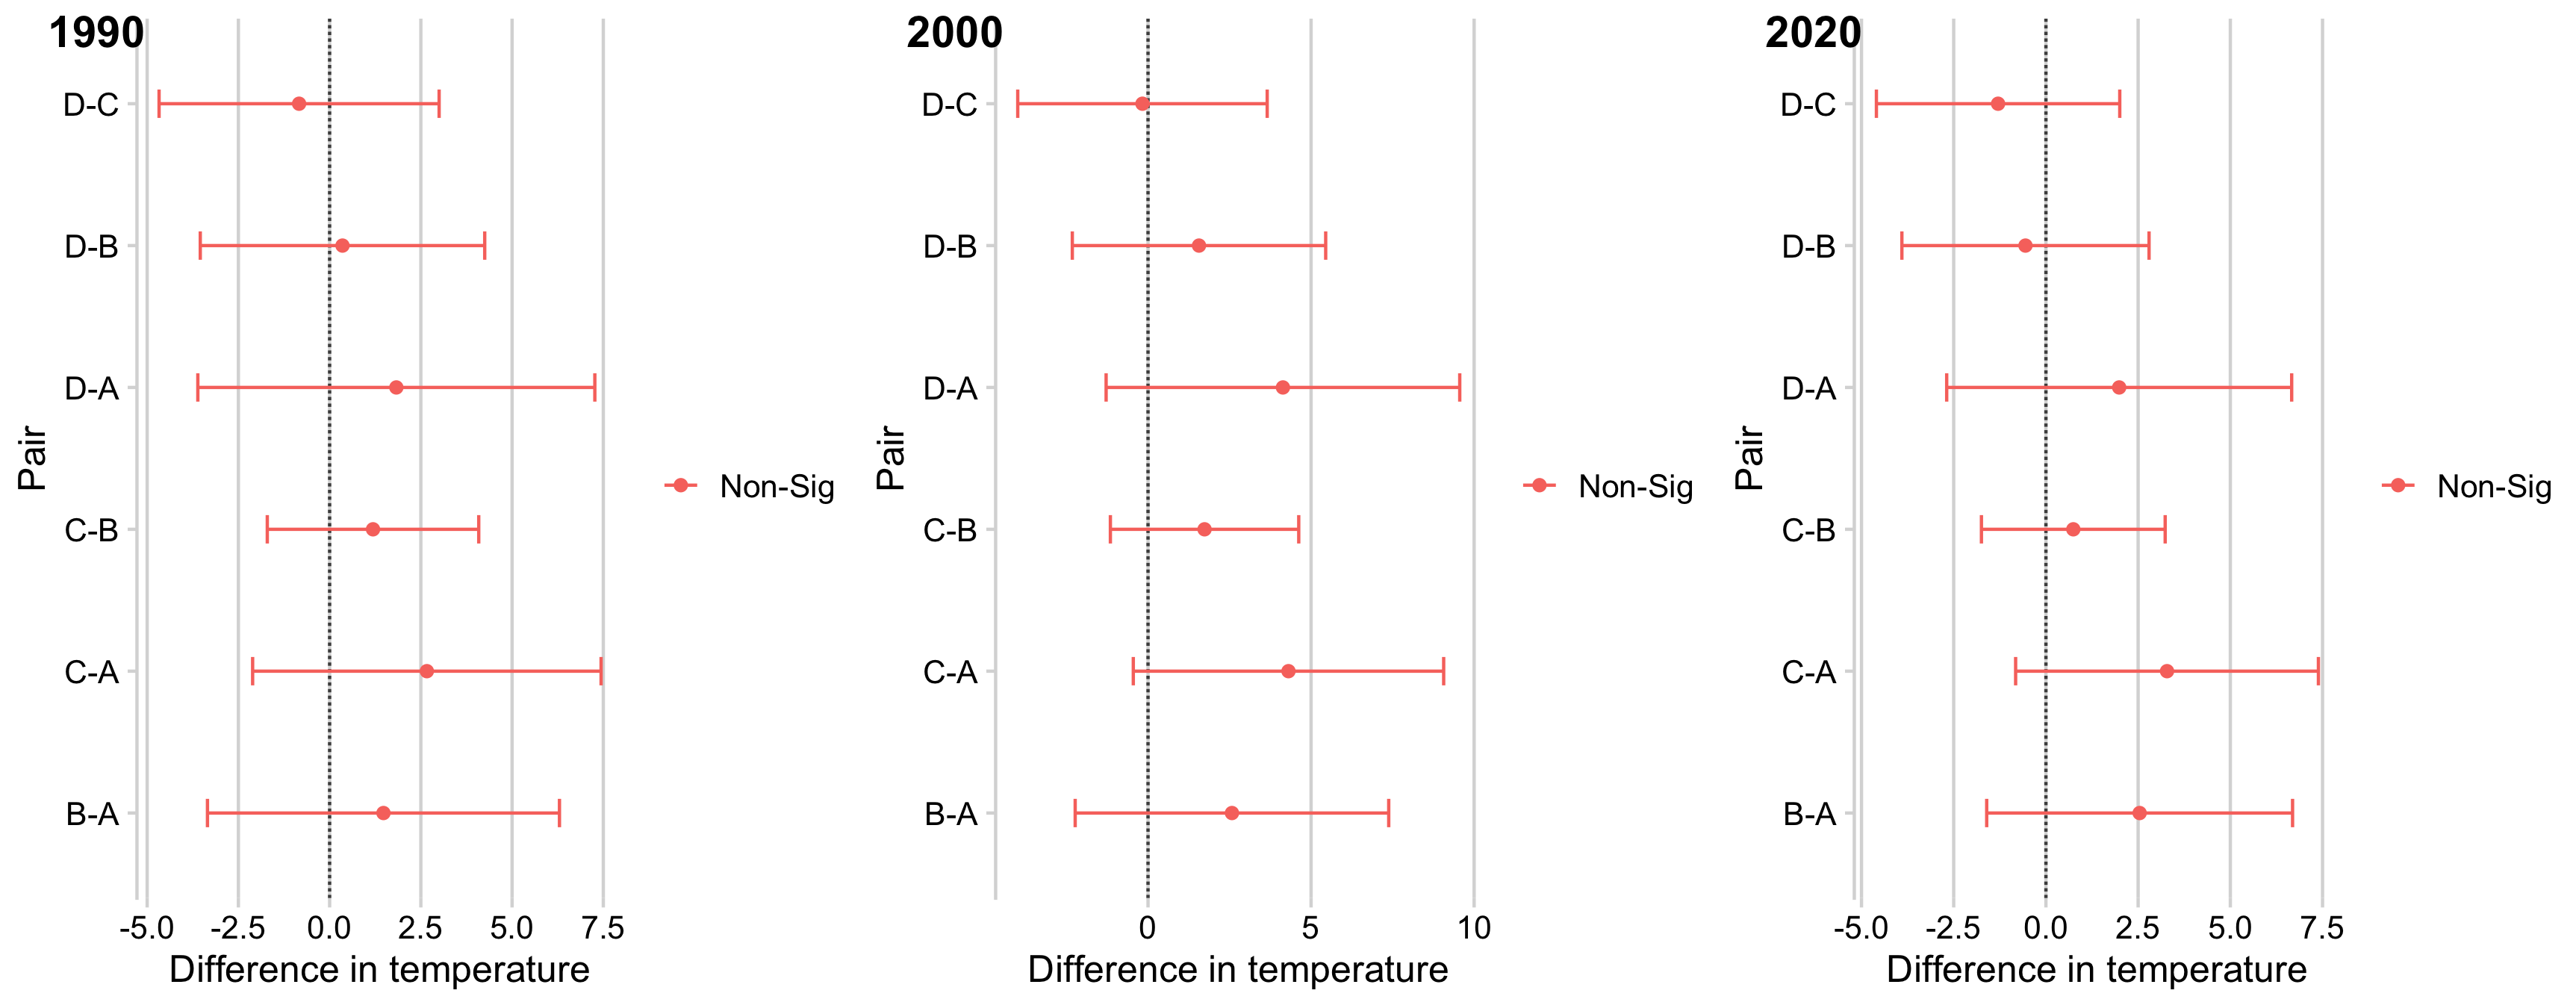 1990
D-C
D-B
D-A
C-B
C-A
B-A
Pair
-5.0 -2.5 0.0 2.5 5.0 7.5
Difference in temperature
Non-Sig
2000
D-C
D-B
D-A
C-B
C-A
B-A
Pair
0 5 10
Difference in temperature
Non-Sig
2020
D-C
D-B
D-A
C-B
C-A
B-A
Pair
-5.0 -2.5 0.0 2.5 5.0 7.5
Difference in temperature
Non-Sig